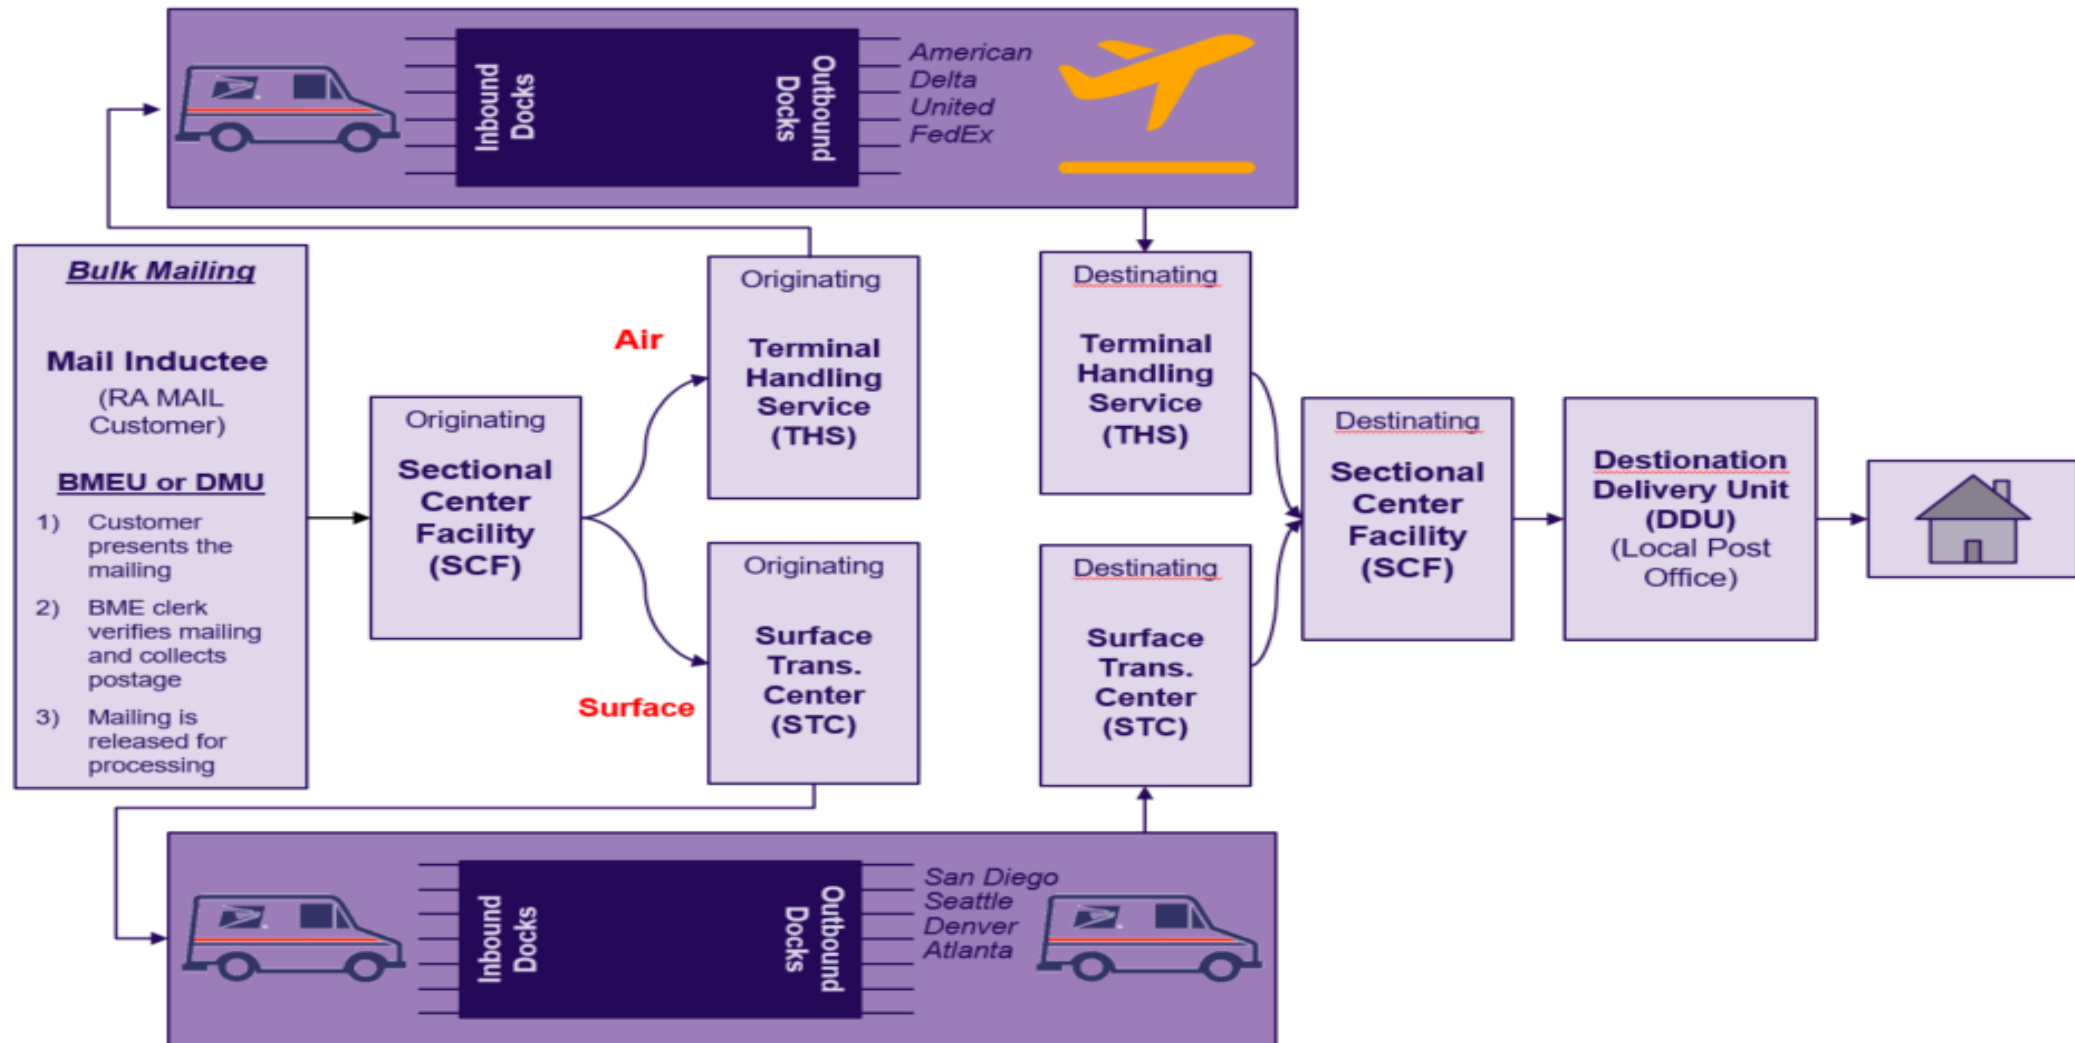 Inbound
Docks
Outbound
Docks
American
Delta
United
FedEx
Bulk Mailing
Mail Inductee
(RA MAIL
Customer)
BMEU or DMU
1) Customer
presents the
mailing
2) BME clerk
verifies mailing
and collects
postage
3) Mailing is
released for
processing
Originating
Sectional
Center
Facility
(SCF)
Air
Surface
Originating
Terminal
Handling
Service
(THS)
Originating
Surface
Trans.
Center
(STC)
Destinating
Terminal
Handling
Service
(THS)
Destinating
Surface
Trans.
Center
(STC)
Destinating
Sectional
Center
Facility
(SCF)
Destionation
Delivery Unit
(DDU)
(Local Post
Office)
Inbound
Docks
Outbound
Docks
San Diego
Seattle
Denver
Atlanta